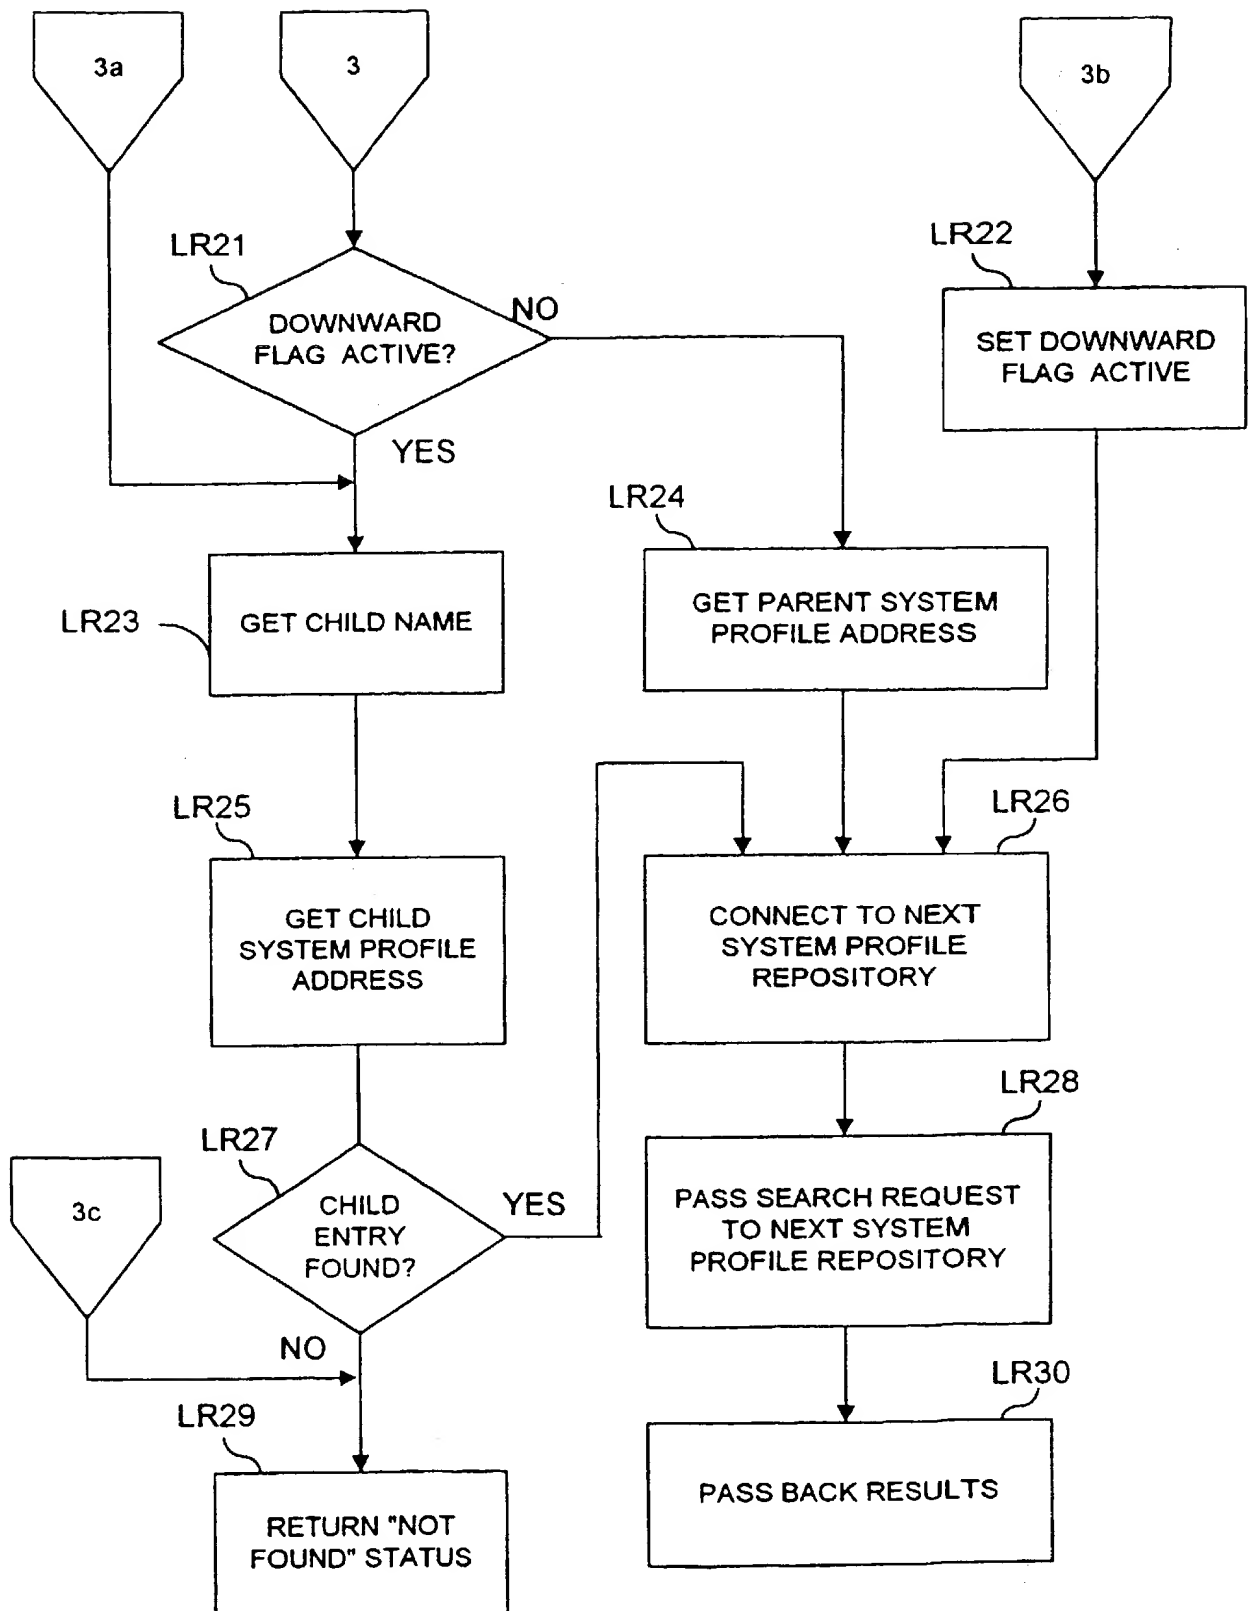 3a
3
3b
LR21
DOWNWARD
FLAG ACTIVE?
NO
YES
LR22
SET DOWNWARD
FLAG ACTIVE
LR23
GET CHILD NAME
LR24
GET PARENT SYSTEM
PROFILE ADDRESS
LR25
GET CHILD
SYSTEM PROFILE
ADDRESS
LR26
CONNECT TO NEXT
SYSTEM PROFILE
REPOSITORY
LR27
CHILD
ENTRY
FOUND?
YES
NO
3c
LR28
PASS SEARCH REQUEST
TO NEXT SYSTEM
PROFILE REPOSITORY
LR29
RETURN "NOT
FOUND" STATUS
LR30
PASS BACK RESULTS